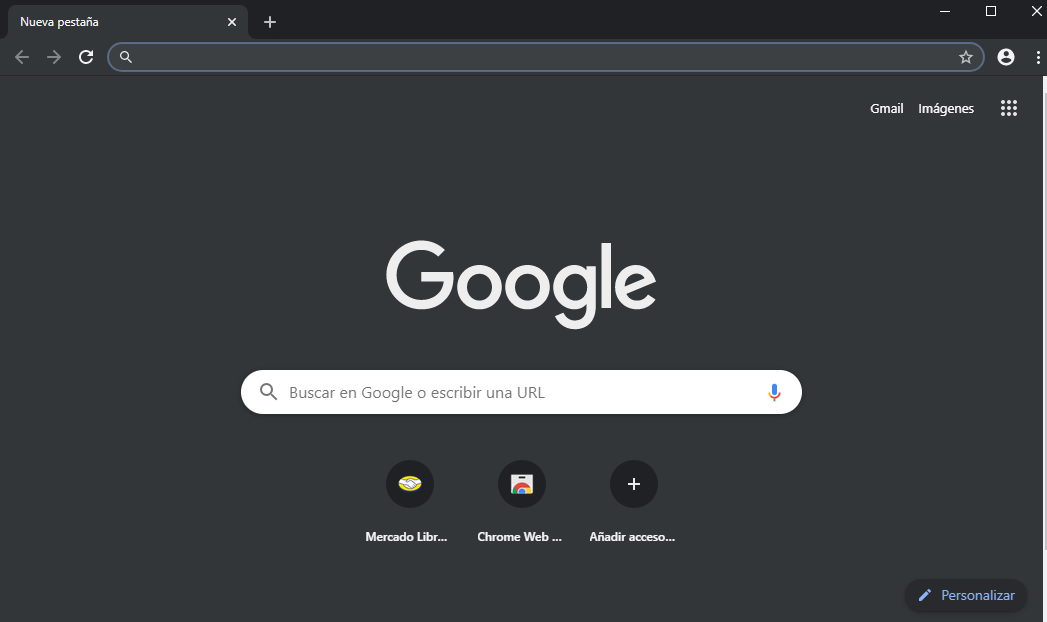 Nueva pestaña
Gmail Imágenes
Google
Buscar en Google o escribir una URL
Mercado Libr... Chrome Web ... Añadir acceso...
Personalizar